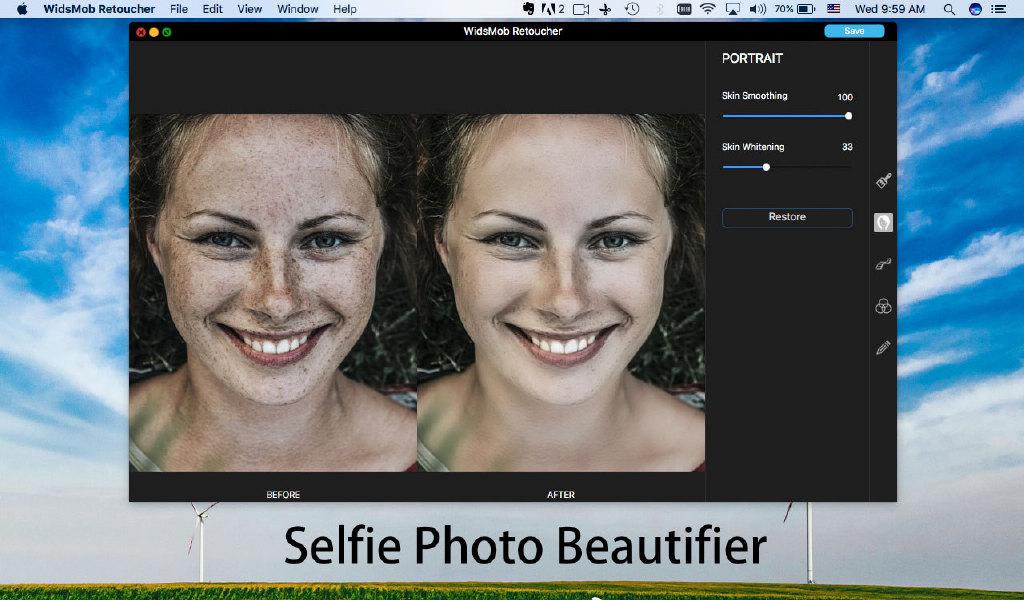 WidsMob Retoucher File Edit View Window Help 2 70% Wed 9:59 AM
WidsMob Retoucher Save
PORTRAIT
Skin Smoothing 100
Skin Whitening 33
Restore
BEFORE AFTER
Selfie Photo Beautifier